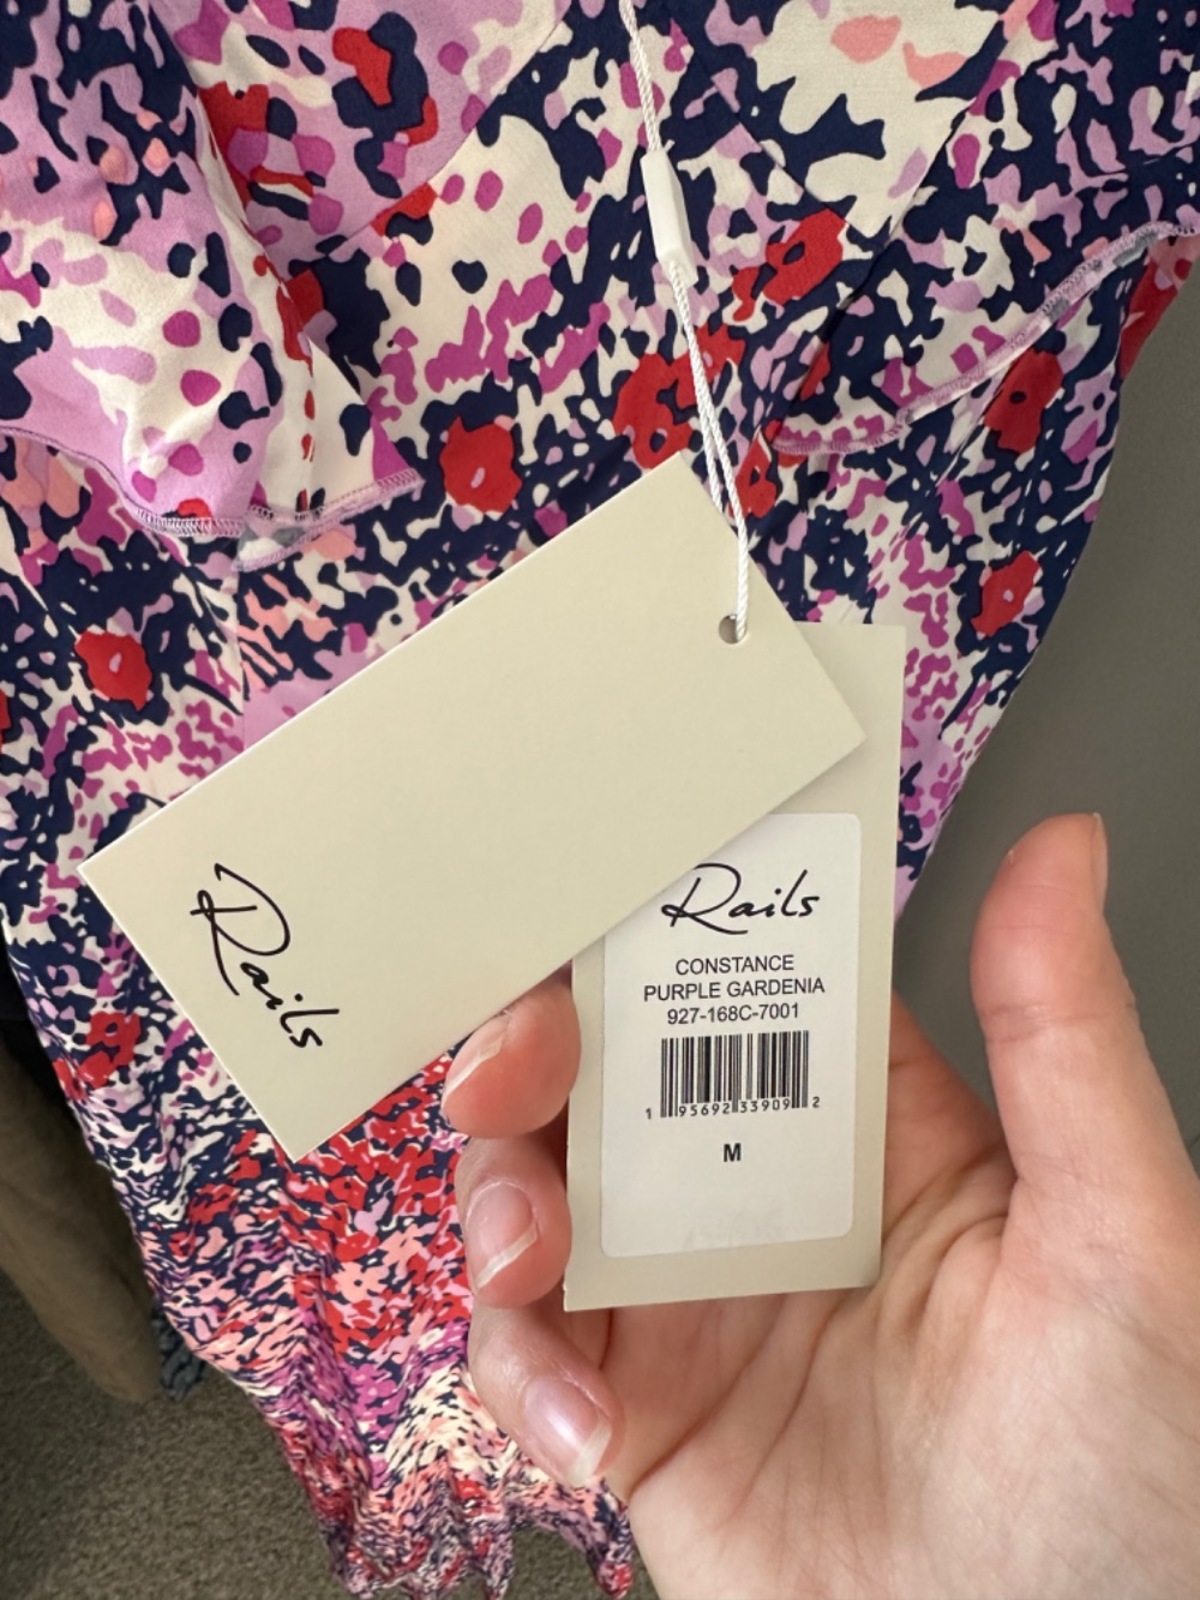 Rails
Rails
CONSTANCE
PURPLE GARDENIA
927-168C-7001
1 95692 33909 2
M